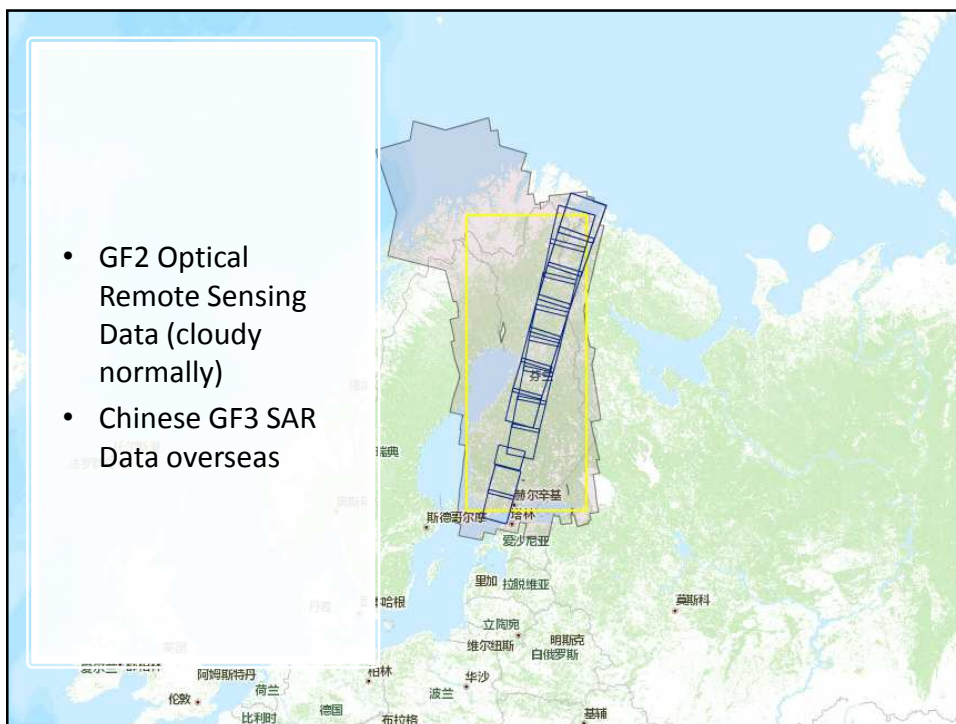 • GF2 Optical
Remote Sensing
Data (cloudy
normally)
• Chinese GF3 SAR
Data overseas
芬兰
赫尔辛基
斯德哥尔摩
塔林
爱沙尼亚
里加
拉脱维亚
莫斯科
立陶宛
维尔纽斯
明斯克
白俄罗斯
瑞典
丹麦
本哈根
英国
阿姆斯特丹
荷兰
柏林
华沙
波兰
伦敦
德国
基辅
比利时
布拉格